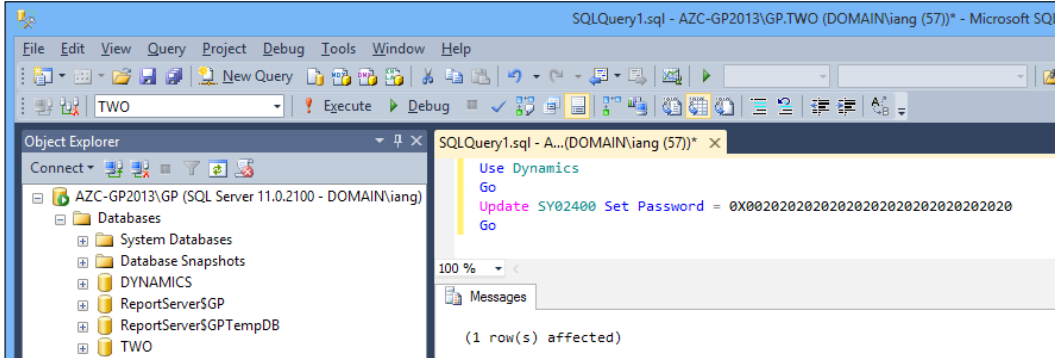 SQLQuery1.sql - AZC-GP2013\GP.TWO (DOMAIN\iang (57))* - Microsoft SQL
File Edit View Query Project Debug Tools Window Help
New Query
TWO Execute Debug
Object Explorer
Connect
AZC-GP2013\GP (SQL Server 11.0.2100 - DOMAIN\iang)
Databases
System Databases
Database Snapshots
DYNAMICS
ReportServer$GP
ReportServer$GPTempDB
TWO
SQLQuery1.sql - A...(DOMAIN\iang (57))*
Use Dynamics
Go
Update SY02400 Set Password = 0X00202020202020202020202020202020
Go
100 %
Messages
(1 row(s) affected)